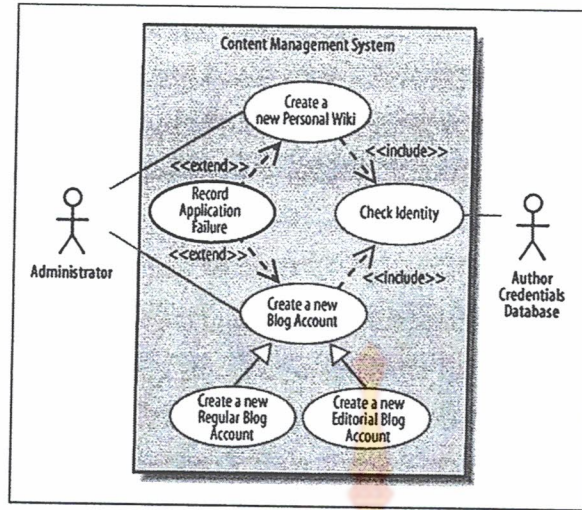 Content Management System
Create a
new Personal Wiki
<<extend>>
<<include>>
Record
Application
Failure
Check Identity
Administrator
<<extend>>
<<include>>
Author
Credentials
Database
Create a new
Blog Account
Create a new
Regular Blog
Account
Create a new
Editorial Blog
Account